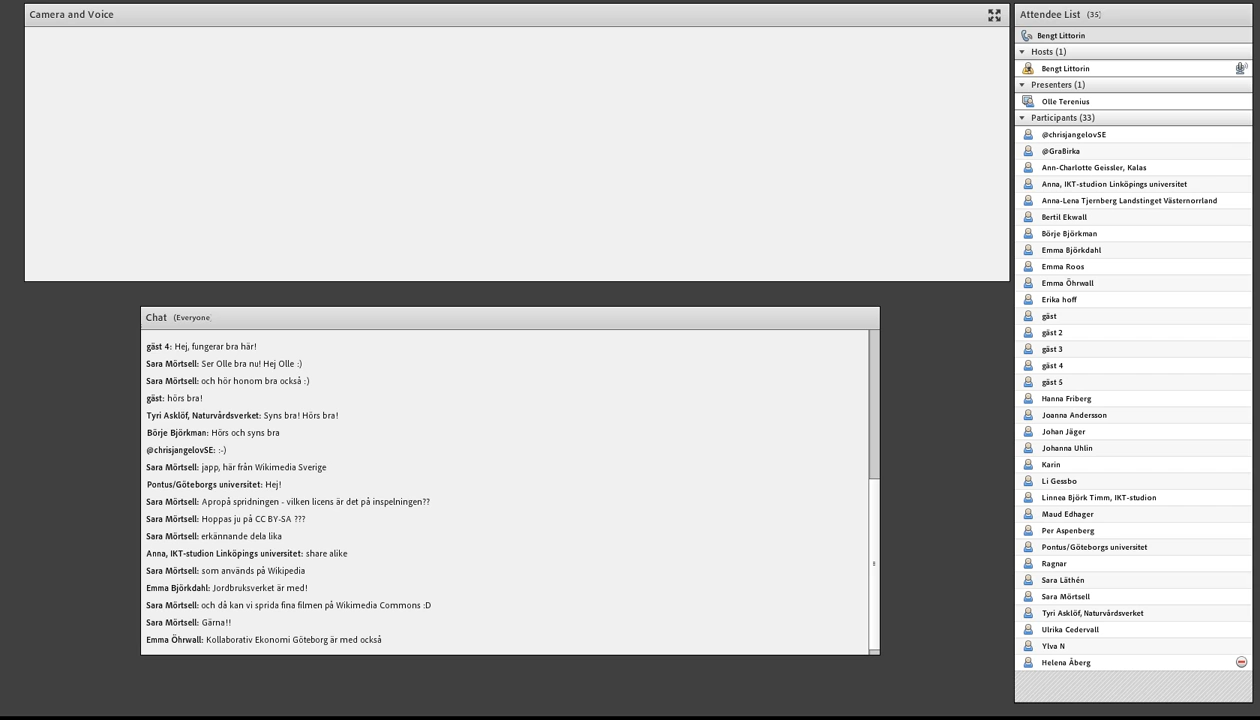 Camera and Voice
Chat (Everyone)
gäst 4: Hej, fungerar bra här!
Sara Mörtsell: Ser Olle bra nu! Hej Olle :)
Sara Mörtsell: och hör honom bra också :)
gäst: hörs bra!
Tyri Asklöf, Naturvårdsverket: Syns bra! Hörs bra!
Börje Björkman: Hörs och syns bra
@chrisjangelovSE: :-)
Sara Mörtsell: japp, här från Wikimedia Sverige
Pontus/Göteborgs universitet: Hej!
Sara Mörtsell: Apropå spridningen - vilken licens är det på inspelningen??
Sara Mörtsell: Hoppas ju på CC BY-SA ???
Sara Mörtsell: erkännande dela lika
Anna, IKT-studion Linköpings universitet: share alike
Sara Mörtsell: som används på Wikipedia
Emma Björkdahl: Jordbruksverket är med!
Sara Mörtsell: och då kan vi sprida fina filmen på Wikimedia Commons :D
Sara Mörtsell: Gärna!!
Emma Öhrwall: Kollaborativ Ekonomi Göteborg är med också
Attendee List (35)
Bengt Littorin
Hosts (1)
Bengt Littorin
Presenters (1)
Olle Terenius
Participants (33)
@chrisjangelovSE
@GraBirka
Ann-Charlotte Geissler, Kalas
Anna, IKT-studion Linköpings universitet
Anna-Lena Tjernberg Landstinget Västernorrland
Bertil Ekwall
Börje Björkman
Emma Björkdahl
Emma Roos
Emma Öhrwall
Erika hoff
gäst
gäst 2
gäst 3
gäst 4
gäst 5
Hanna Friberg
Joanna Andersson
Johan Jäger
Johanna Uhlin
Karin
Li Gessbo
Linnea Björk Timm, IKT-studion
Maud Edhager
Per Aspenberg
Pontus/Göteborgs universitet
Ragnar
Sara Låthén
Sara Mörtsell
Tyri Asklöf, Naturvårdsverket
Ulrika Cedervall
Ylva N
Helena Åberg